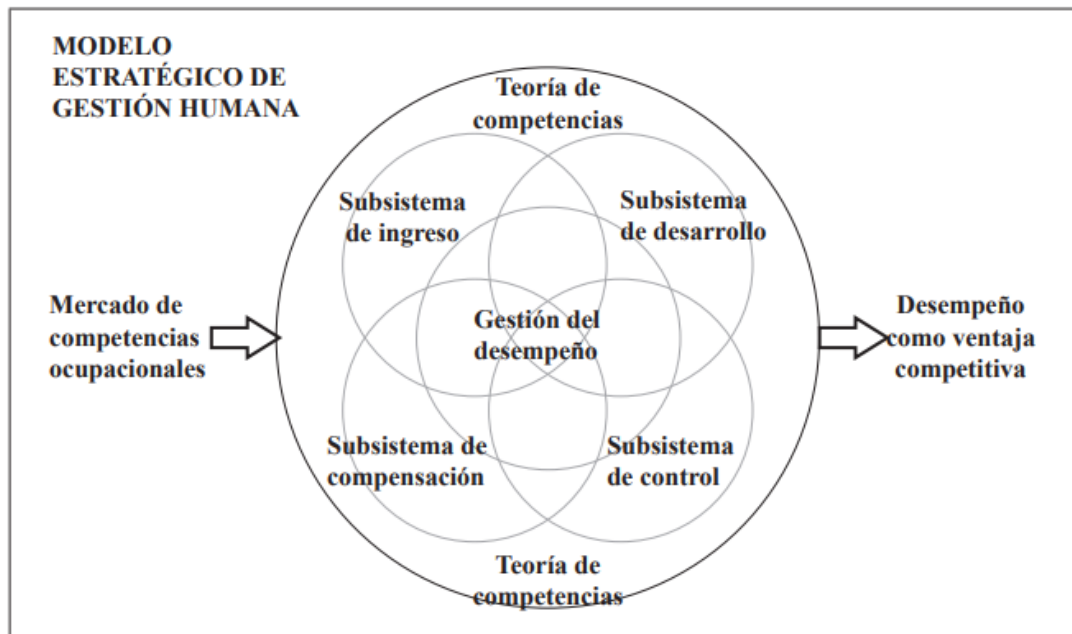 MODELO
ESTRATÉGICO DE
GESTIÓN HUMANA
Teoría de
competencias
Subsistema
de ingreso
Subsistema
de desarrollo
Mercado de
competencias
ocupacionales
Gestión del
desempeño
Desempeño
como ventaja
competitiva
Subsistema de
compensación
Subsistema
de control
Teoría de
competencias